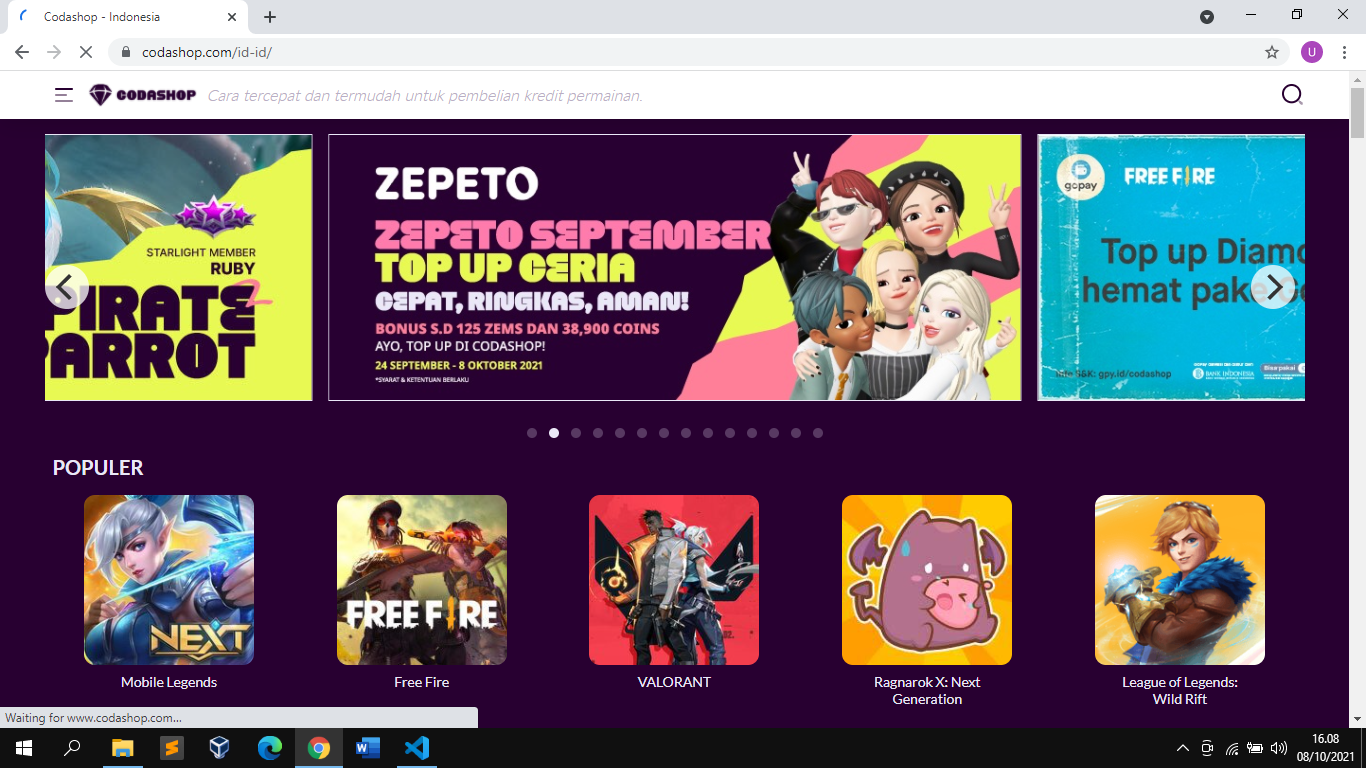 Codashop - Indonesia
codashop.com/id-id/
U
CODASHOP Cara tercepat dan termudah untuk pembelian kredit permainan.
STARLIGHT MEMBER
RUBY
PIRATE
PARROT
ZEPETO
ZEPETO SEPTEMBER
TOP UP CERIA
CEPAT, RINGKAS, AMAN!
BONUS S.D 125 ZEMS DAN 38,900 COINS
AYO, TOP UP DI CODASHOP!
24 SEPTEMBER - 8 OKTOBER 2021
*SYARAT & KETENTUAN BERLAKU
gopay
FREE FIRE
Top up Diamo
hemat pake
Info S&K: gpy.id/codashop
BANK INDONESIA
Bisa pakai
POPULER
NEXT
FREE FIRE
Mobile Legends
Free Fire
VALORANT
Ragnarok X: Next
Generation
League of Legends:
Wild Rift
Waiting for www.codashop.com...
16.08
08/10/2021